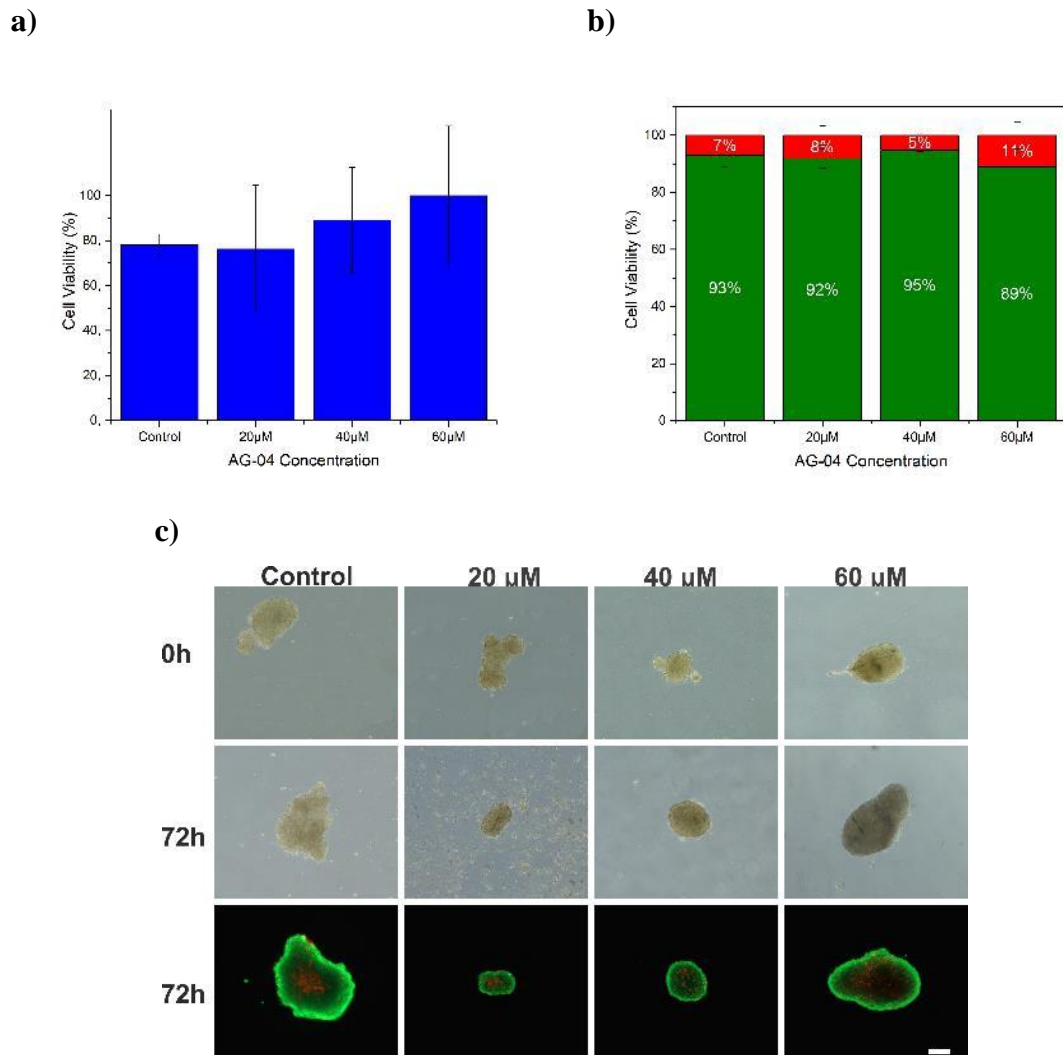 a)
b)
Cell Viability (%)
100
80,
60,
40,
20,
0,
Control 20µM 40µM 60µM
AG-04 Concentration
Cell Viability (%)
100
80
60
40
20
0
7% 8% 5% 11%
93% 92% 95% 89%
Control 20µM 40µM 60µM
AG-04 Concentration
c)
Control 20 µM 40 µM 60 µM
0h
72h
72h